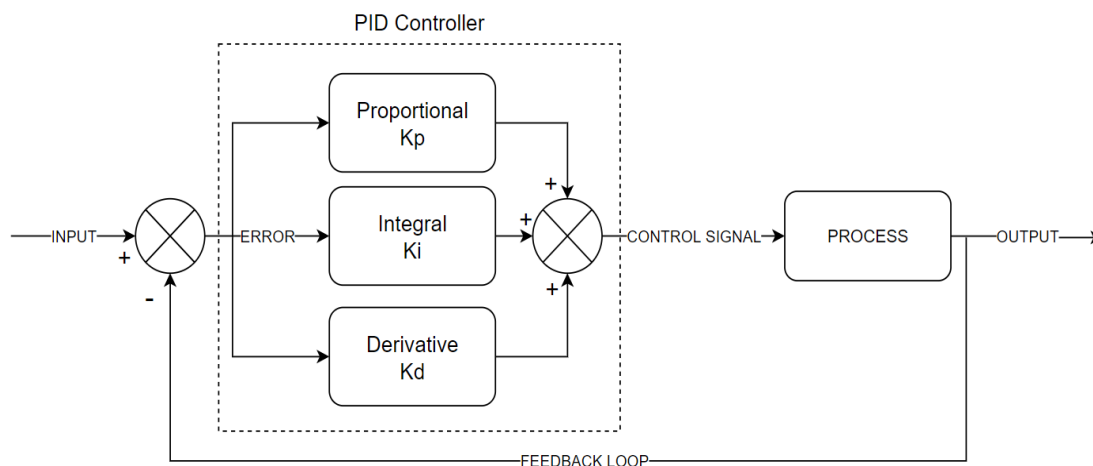 PID Controller
Proportional
Kp
+
+
INPUT
+
ERROR
Integral
Ki
CONTROL SIGNAL
PROCESS
OUTPUT
-
+
Derivative
Kd
FEEDBACK LOOP